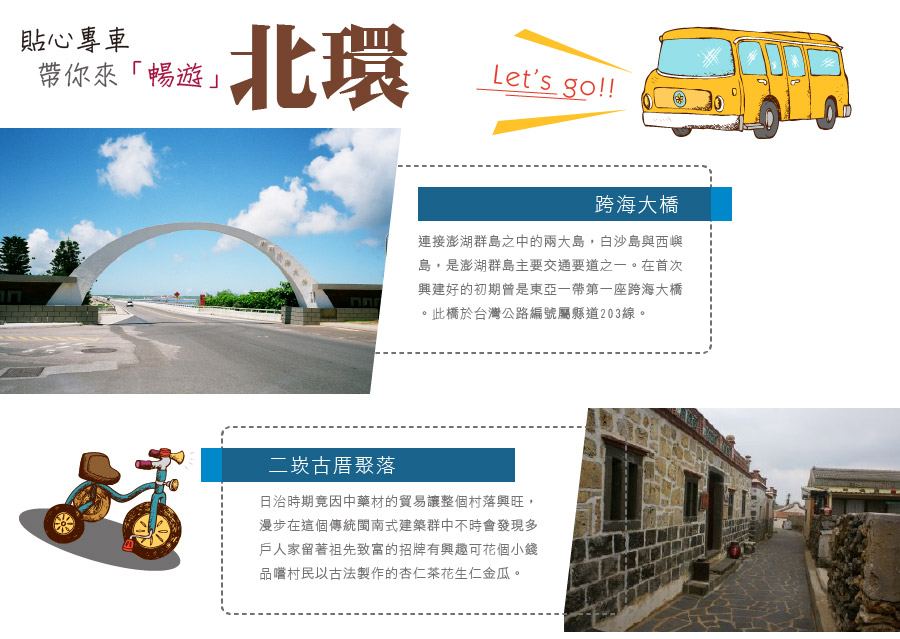 貼心專車
帶你來「暢遊」
北環
Let's go!!
跨海大橋
連接澎湖群島之中的兩大島，白沙島與西嶼
島，是澎湖群島主要交通要道之一。在首次
興建好的初期曾是東亞一帶第一座跨海大橋
。此橋於台灣公路編號屬縣道203線。
二崁古厝聚落
日治時期竟因中藥材的貿易讓整個村落興旺，
漫步在這個傳統閩南式建築群中不時會發現多
戶人家留著祖先致富的招牌有興趣可花個小錢
品嚐村民以古法製作的杏仁茶花生仁金瓜。